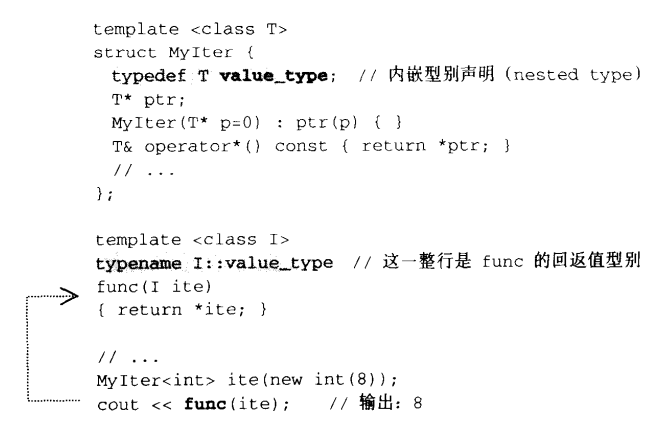 template <class T>
struct MyIter {
typedef T value_type; // 内嵌型别声明 (nested type)
T* ptr;
MyIter(T* p=0) : ptr(p) { }
T& operator*() const { return *ptr; }
// ...
};
template <class I>
typename I::value_type // 这一整行是 func 的回返值型别
func(I ite)
{ return *ite; }
// ...
MyIter<int> ite(new int(8));
cout << func(ite); // 输出: 8